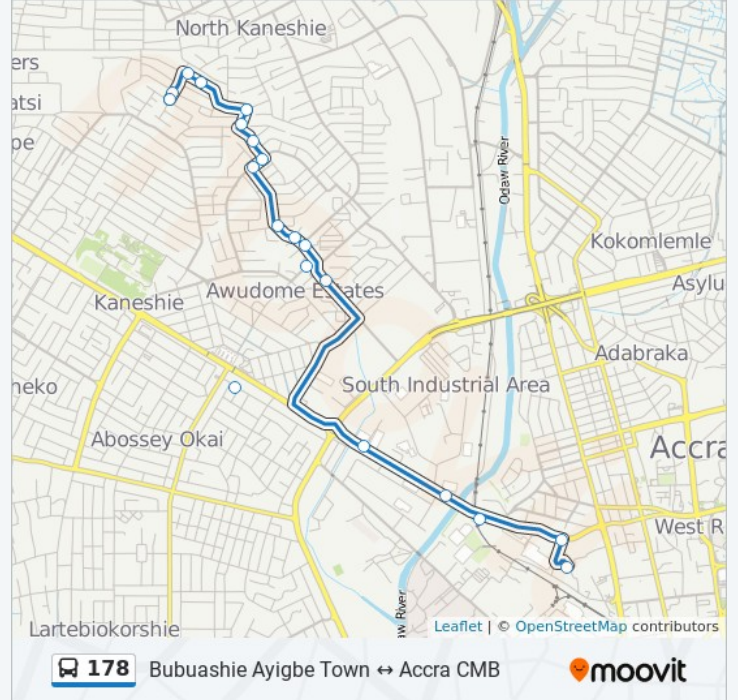 North Kaneshie
ers
atsi
pe
Odaw River
Kokomlemle
Asylu
Awudome Estates
Kaneshie
Adabraka
neko
South Industrial Area
Abossey Okai
Accra
West R
aw River
Lartebiokorshie
Leaflet | © OpenStreetMap contributors
178 Bubuashie Ayigbe Town ↔ Accra CMB
moovit